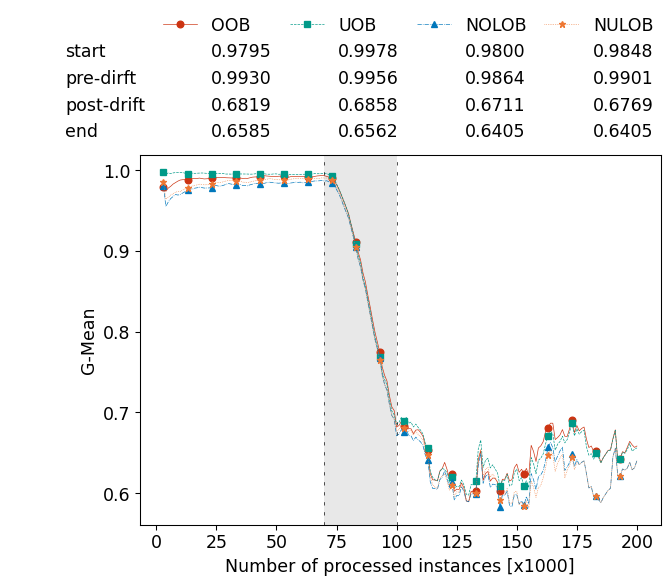 OOB UOB NOLOB NULOB
start 0.9795 0.9978 0.9800 0.9848
pre-dirft 0.9930 0.9956 0.9864 0.9901
post-drift 0.6819 0.6858 0.6711 0.6769
end 0.6585 0.6562 0.6405 0.6405
1.0
0.9
0.8
0.7
0.6
G-Mean
0 25 50 75 100 125 150 175 200
Number of processed instances [x1000]